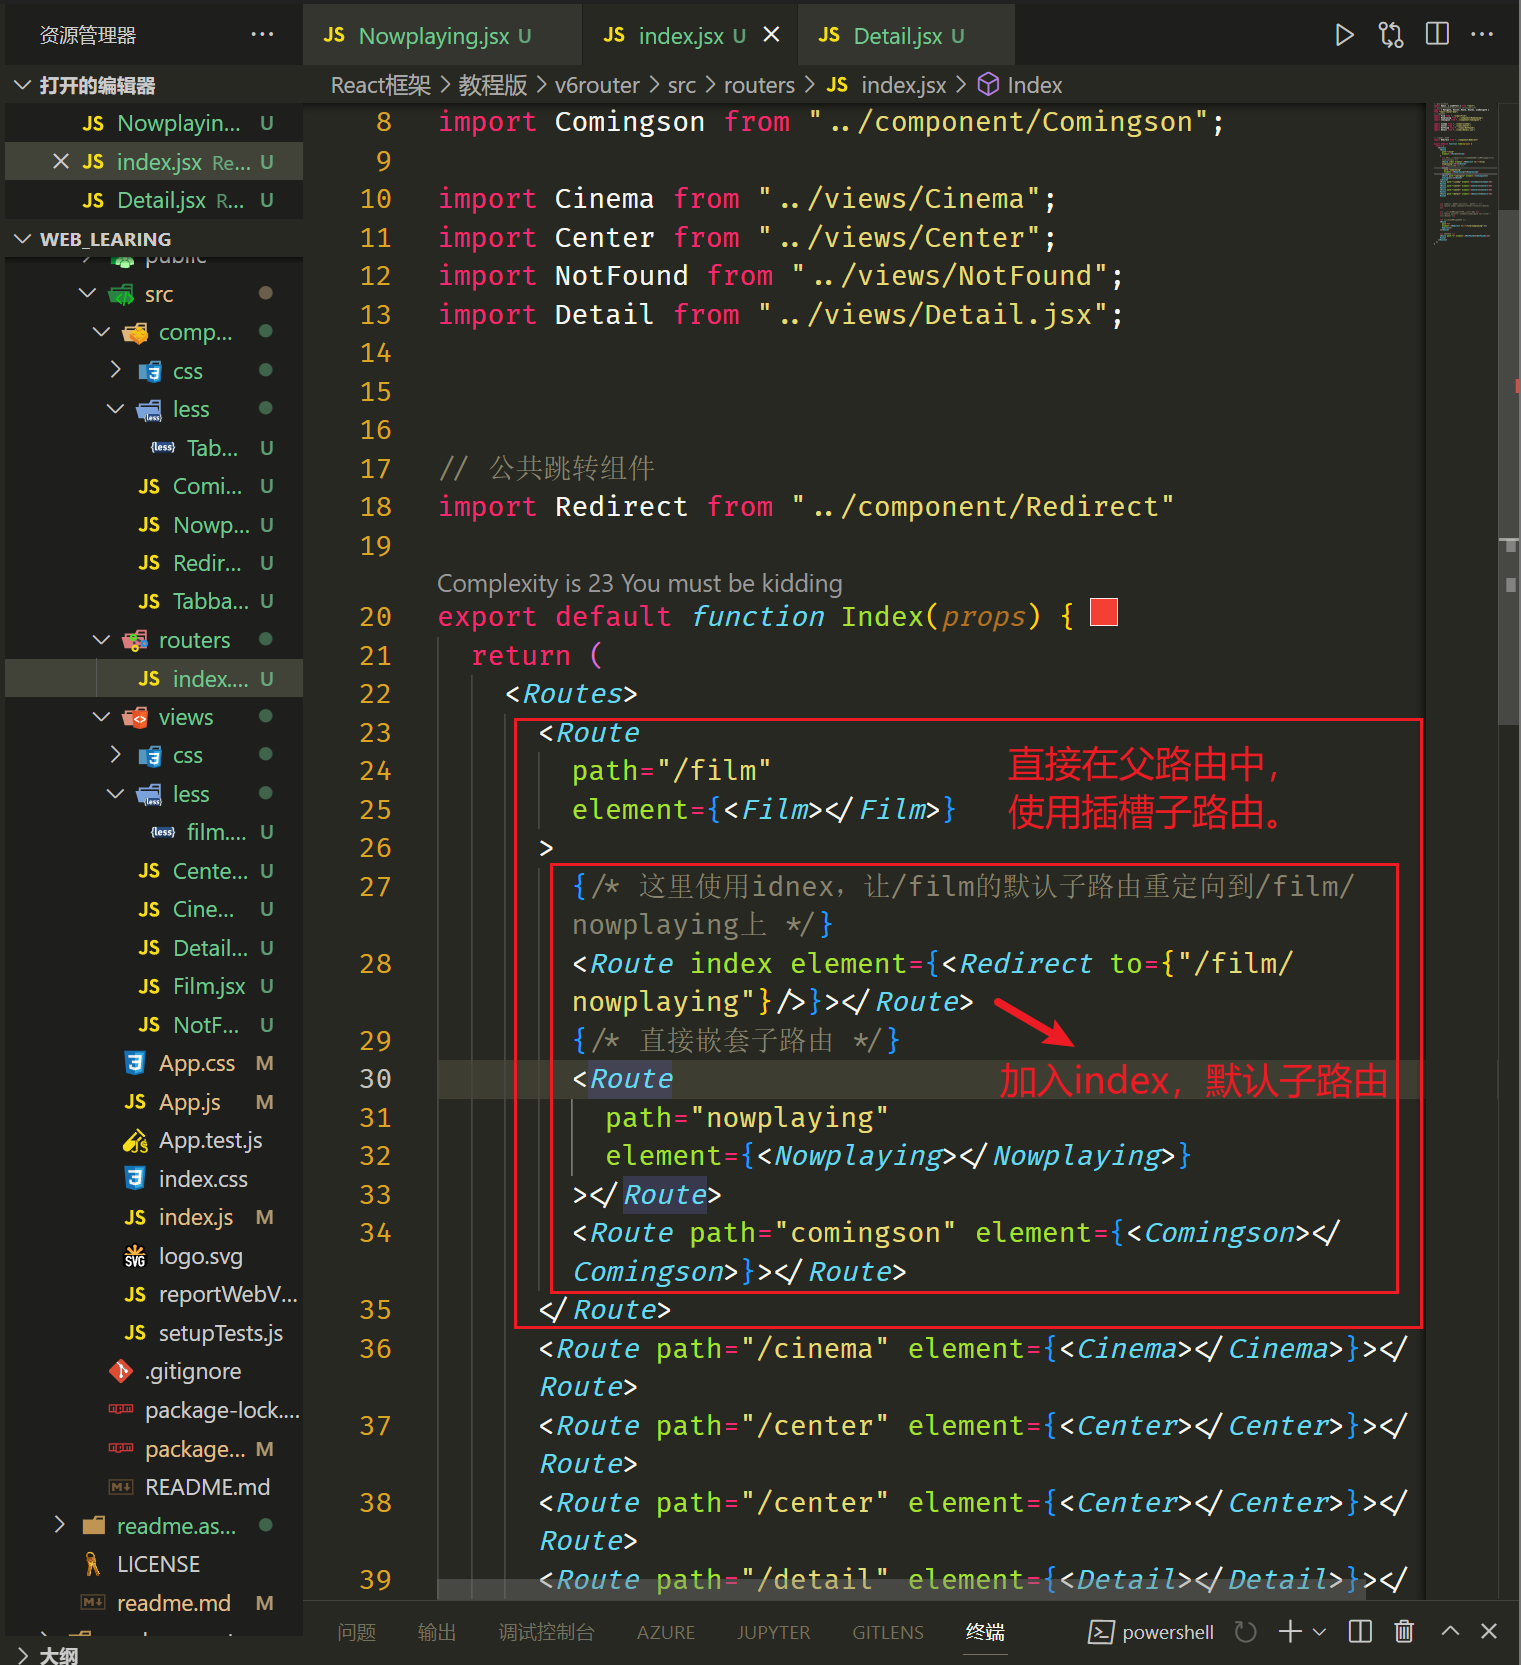 资源管理器
Nowplaying.jsx U
index.jsx U
Detail.jsx U
打开的编辑器
React框架 > 教程版 > v6router > src > routers > JS index.jsx > Index
JS Nowplayin... U
JS index.jsx Re... U
JS Detail.jsx R... U
WEB_LEARING
public
src
comp...
css
less
Tab... U
JS Comi... U
JS Nowp... U
JS Redir... U
JS Tabba... U
routers
JS index.... U
views
css
less
film.... U
JS Cente... U
JS Cine... U
JS Detail... U
JS Film.jsx U
JS NotF... U
App.css M
JS App.js M
App.test.js
index.css
JS index.js M
logo.svg
JS reportWebV...
JS setupTests.js
.gitignore
package-lock....
package... M
README.md
readme.as...
LICENSE
readme.md M
大纲
8 import Comingson from "../component/Comingson";
9
10 import Cinema from "../views/Cinema";
11 import Center from "../views/Center";
12 import NotFound from "../views/NotFound";
13 import Detail from "../views/Detail.jsx";
14
15
16
17 // 公共跳转组件
18 import Redirect from "../component/Redirect"
19
Complexity is 23 You must be kidding
20 export default function Index(props) {
21 return (
22 <Routes>
23 <Route
24 path="/film"
25 element={<Film></Film>}
26 >
27 {/* 这里使用idnex，让/film的默认子路由重定向到/film/
nowplaying上 */}
28 <Route index element={<Redirect to={"/film/
nowplaying"}/>}></Route>
29 {/* 直接嵌套子路由 */}
30 <Route
31 path="nowplaying"
32 element={<Nowplaying></Nowplaying>}
33 ></Route>
34 <Route path="comingson" element={<Comingson></
Comingson>}></Route>
35 </Route>
36 <Route path="/cinema" element={<Cinema></Cinema>}></
Route>
37 <Route path="/center" element={<Center></Center>}></
Route>
38 <Route path="/center" element={<Center></Center>}></
Route>
39 <Route path="/detail" element={<Detail></Detail>}></
直接在父路由中，
使用插槽子路由。
加入index，默认子路由
问题 输出 调试控制台 AZURE JUPYTER GITLENS 终端 powershell